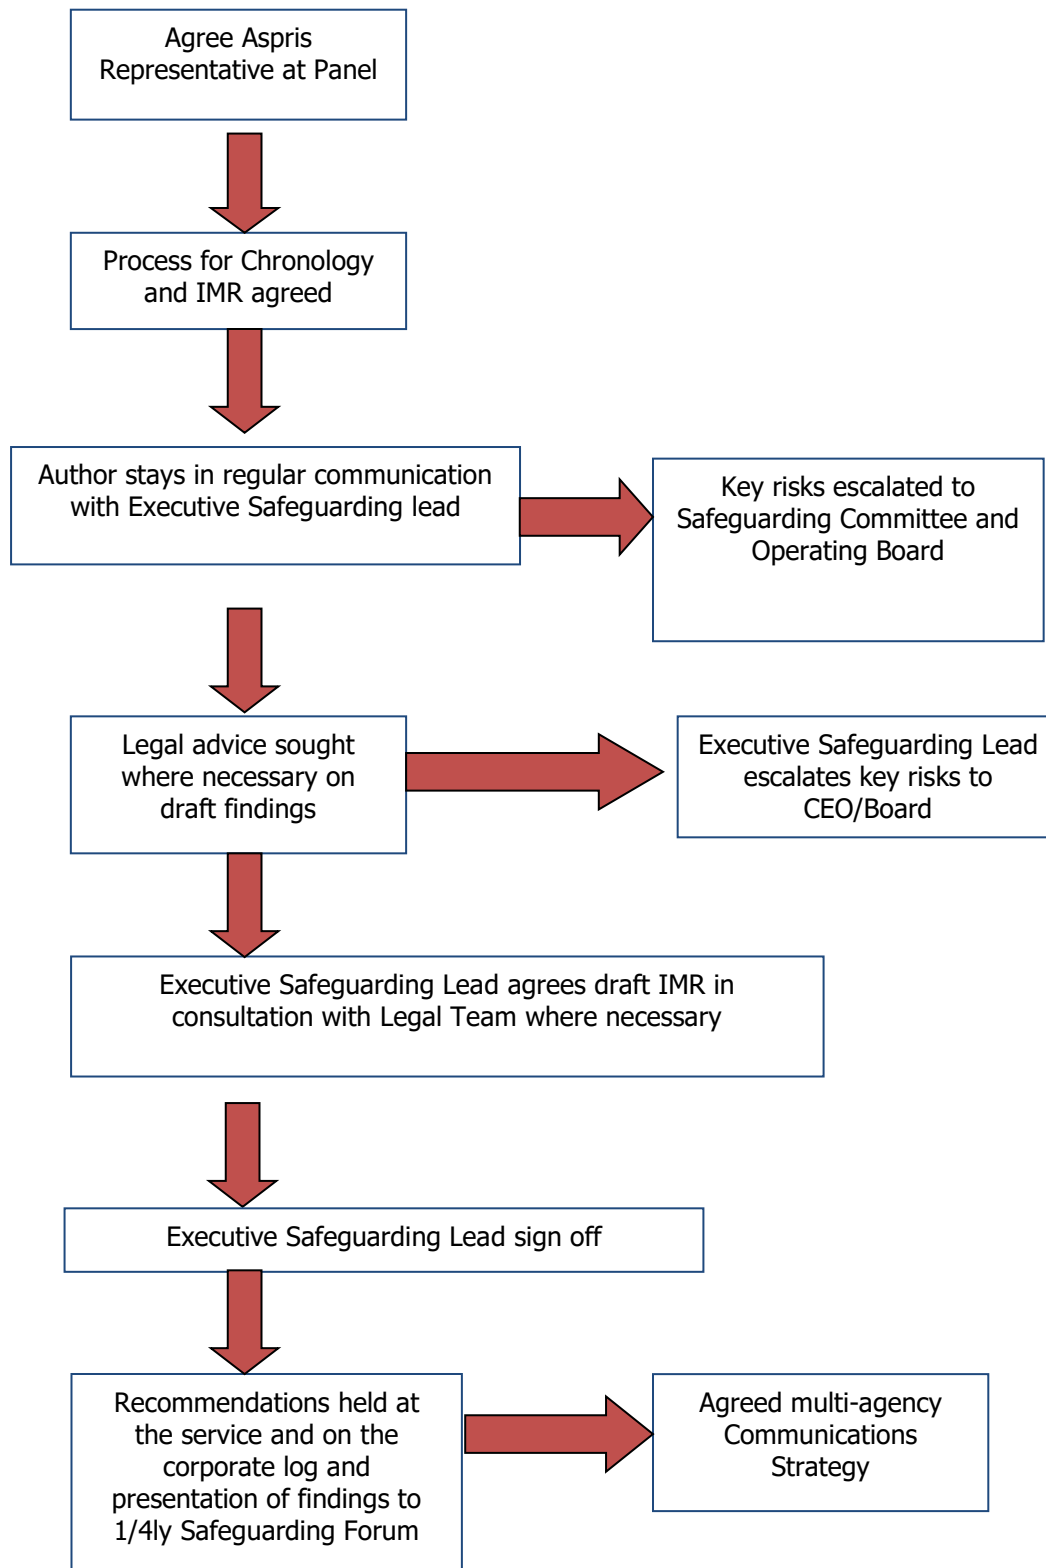 Agree Aspris
Representative at Panel
Process for Chronology
and IMR agreed
Author stays in regular communication
with Executive Safeguarding lead
Key risks escalated to
Safeguarding Committee and
Operating Board
Legal advice sought
where necessary on
draft findings
Executive Safeguarding Lead
escalates key risks to
CEO/Board
Executive Safeguarding Lead agrees draft IMR in
consultation with Legal Team where necessary
Executive Safeguarding Lead sign off
Recommendations held at
the service and on the
corporate log and
presentation of findings to
1/4ly Safeguarding Forum
Agreed multi-agency
Communications
Strategy